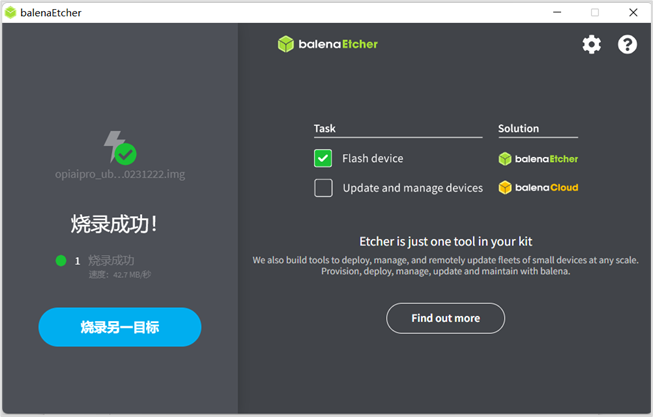 balenaEtcher
balenaEtcher
opiaipro_ub...0231222.img
烧录成功!
1 烧录成功
速度: 42.7 MB/秒
烧录另一目标
Task Solution
Flash device balenaEtcher
Update and manage devices balenaCloud
Etcher is just one tool in your kit
We also build tools to deploy, manage, and remotely update fleets of small devices at any scale.
Provision, deploy, manage, update and maintain with balena.
Find out more